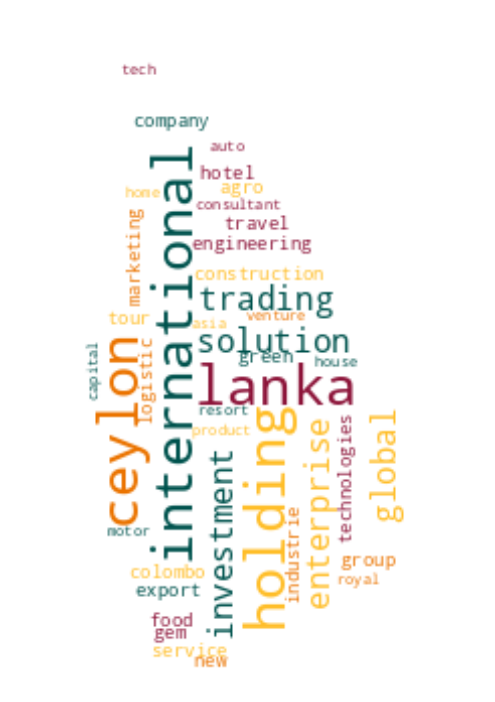 tech
company
auto
hotel
home
agro
consultant
marketing
travel
international
engineering
construction
trading
tour
asia
venture
solution
green
house
capital
ceylon
logistic
lanka
resort
product
holding
global
technologies
enterprise
investment
industrie
motor
group
colombo
royal
export
food
gem
service
new